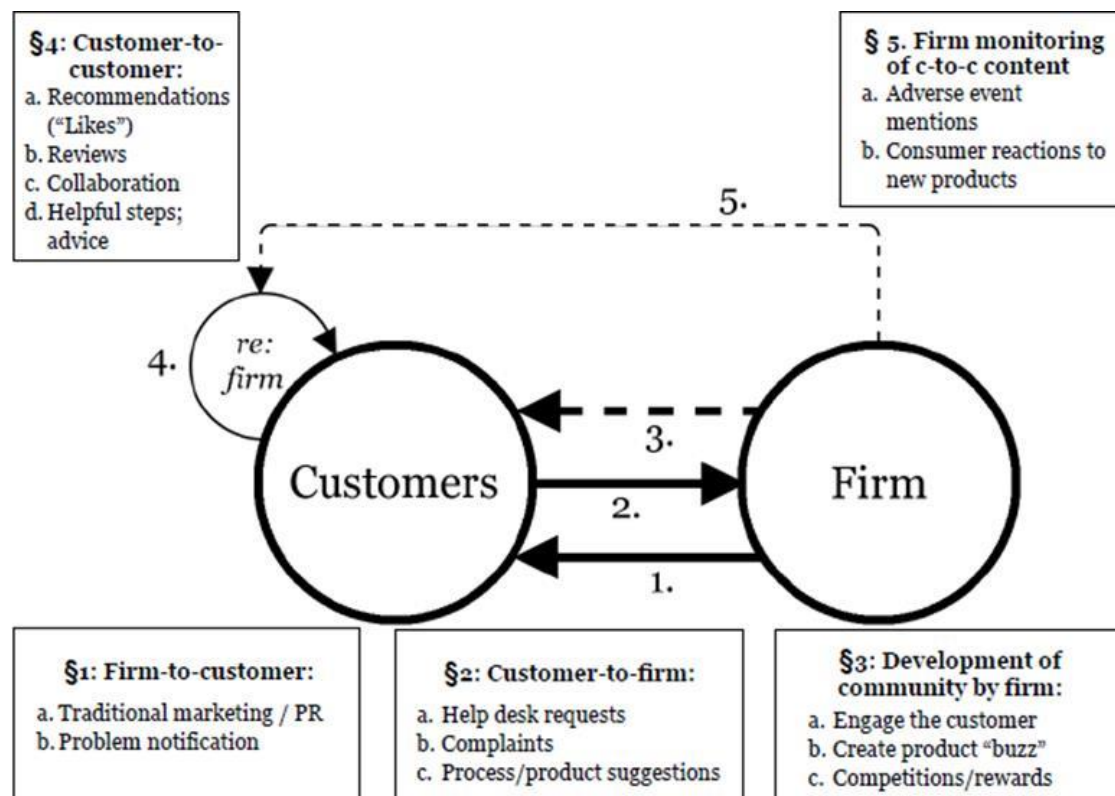 §4: Customer-to-
customer:
a. Recommendations
(“Likes”)
b. Reviews
c. Collaboration
d. Helpful steps;
advice
§ 5. Firm monitoring
of c-to-c content
a. Adverse event
mentions
b. Consumer reactions to
new products
5.
4.
re:
firm
3.
Customers
Firm
2.
1.
§1: Firm-to-customer:
a. Traditional marketing / PR
b. Problem notification
§2: Customer-to-firm:
a. Help desk requests
b. Complaints
c. Process/product suggestions
§3: Development of
community by firm:
a. Engage the customer
b. Create product “buzz”
c. Competitions/rewards